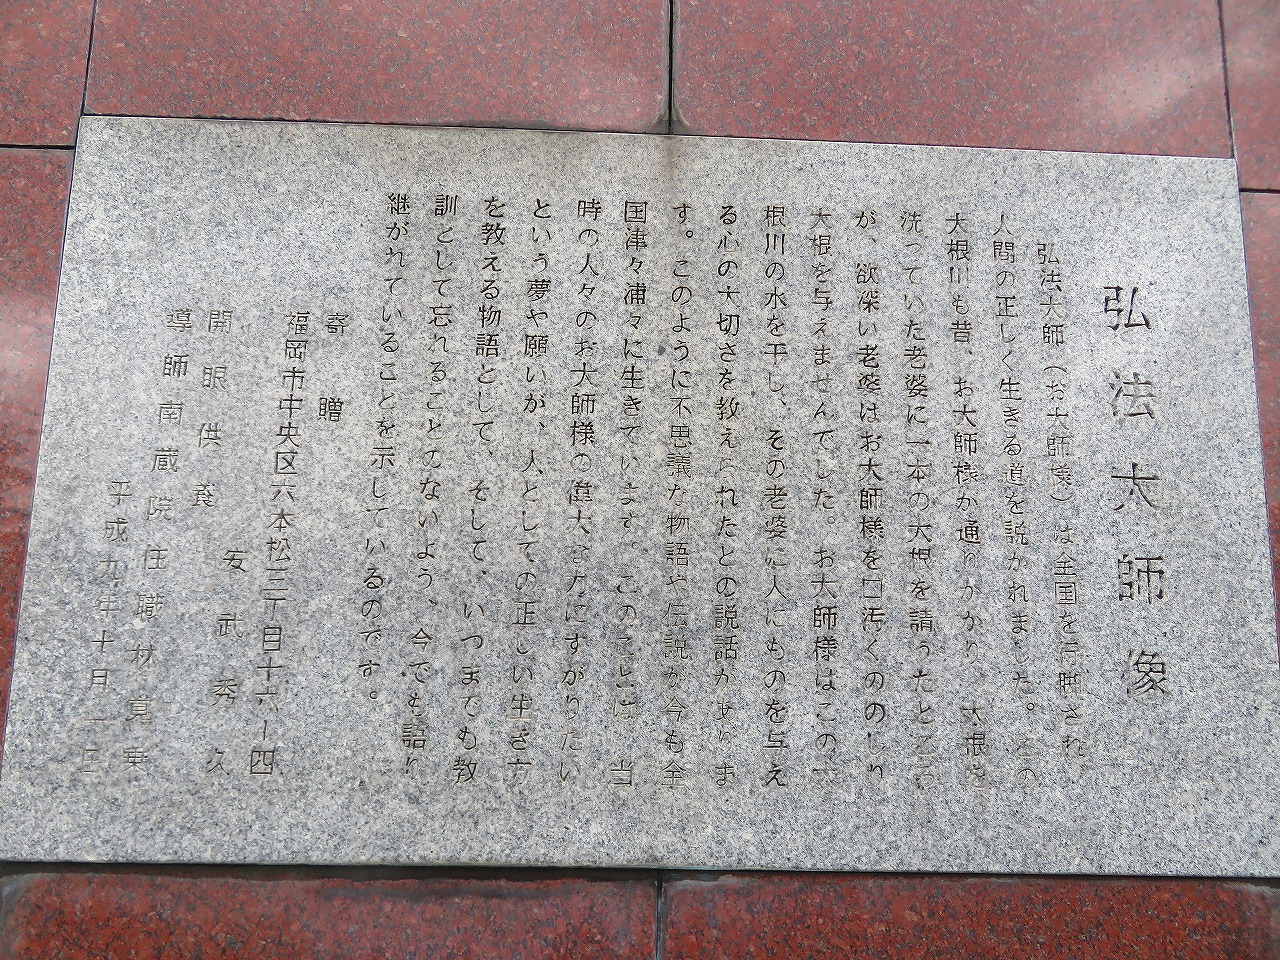 弘法大師像
弘法大師（お大師様）は全国を行脚され
人間の正しく生きる道を説かれました。この
大根川も昔、お大師様が通りかかり、大根を
洗っていた老婆に一本の大根を請うたところ
が、欲深い老婆はお大師様を口汚くののしり
大根を与えませんでした。お大師様はこの大
根川の水を干し、その老婆に人にものを与え
る心の大切さを教えられたとの説話がありま
す。このように不思議な物語や伝説が今も全
国津々浦々に生きています。このことは、当
時の人々のお大師様の偉大な力にすがりたい
という夢や願いが、人としての正しい生き方
を教える物語として、そして、いつまでも教
訓として忘れることのないよう、今でも語り
継がれていることを示しているのです。
寄贈
福岡市中央区六本松三丁目十六ー四
安武秀久
開眼供養
導師南蔵院住職林覚乗
平成九年十月一日